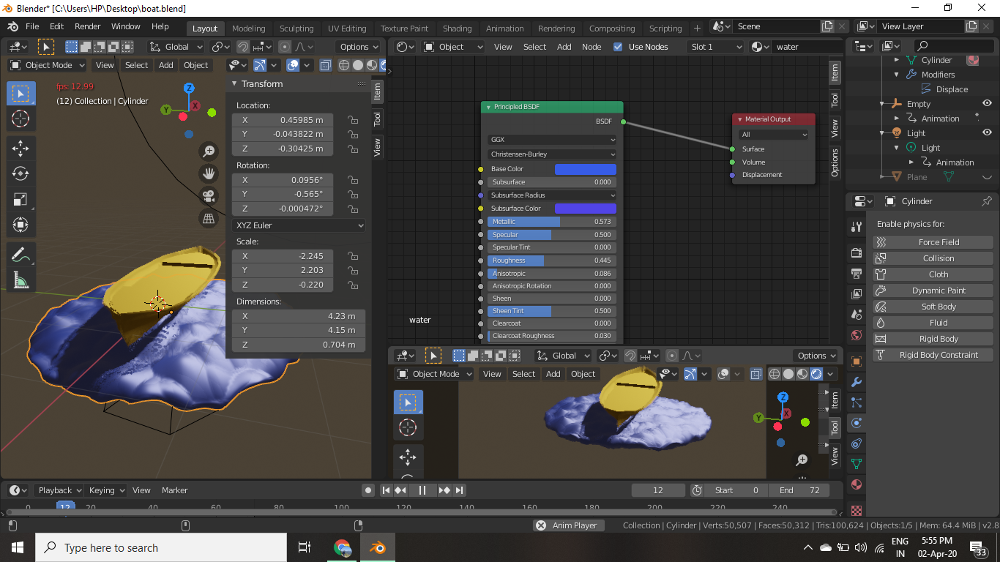 Blender* [C:\Users\HP\Desktop\boat.blend]
File Edit Render Window Help Layout Modeling Sculpting UV Editing Texture Paint Shading Animation Rendering Compositing Scripting + Scene View Layer
Global Options
Object Mode View Select Add Object
fps: 12.99
(12) Collection | Cylinder
Z
Y
X
Transform
Location:
X 0.45985 m
Y -0.043822 m
Z -0.30425 m
Rotation:
X 0.0956°
Y -0.565°
Z -0.000472°
XYZ Euler
Scale:
X -2.245
Y 2.203
Z -0.220
Dimensions:
X 4.23 m
Y 4.15 m
Z 0.704 m
Item
Tool
View
Object View Select Add Node Use Nodes Slot 1 water
Principled BSDF
BSDF
GGX
Christensen-Burley
Base Color
Subsurface 0.000
Subsurface Radius
Subsurface Color
Metallic 0.573
Specular 0.500
Specular Tint 0.000
Roughness 0.445
Anisotropic 0.086
Anisotropic Rotation 0.000
Sheen 0.000
Sheen Tint 0.500
Clearcoat 0.000
Clearcoat Roughness 0.030
water
Material Output
All
Surface
Volume
Displacement
Item
Tool
View
Options
Global Options
Object Mode View Select Add Object
Z
Y
X
Item
Tool
View
Cylinder
Modifiers
Displace
Empty
Animation
Light
Light
Animation
Plane
Cylinder
Enable physics for:
Force Field
Collision
Cloth
Dynamic Paint
Soft Body
Fluid
Rigid Body
Rigid Body Constraint
Playback Keying View Marker 12 Start 0 End 72
0 12 20 40 60 80 100 120 140 160 180 200 220 240
Anim Player Collection | Cylinder | Verts:50,507 | Faces:50,312 | Tris:100,624 | Objects:1/5 | Mem: 64.4 MiB | v2.8
Type here to search
ENG
IN
5:55 PM
02-Apr-20
33